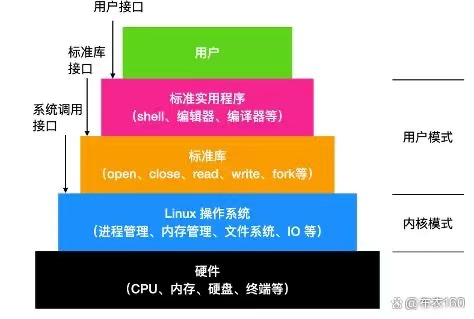 用户接口
标准库
接口
系统调用
接口
用户
标准实用程序
（shell、编辑器、编译器等）
标准库
（open、close、read、write、fork等）
Linux 操作系统
（进程管理、内存管理、文件系统、IO 等）
硬件
（CPU、内存、硬盘、终端等）
用户模式
内核模式